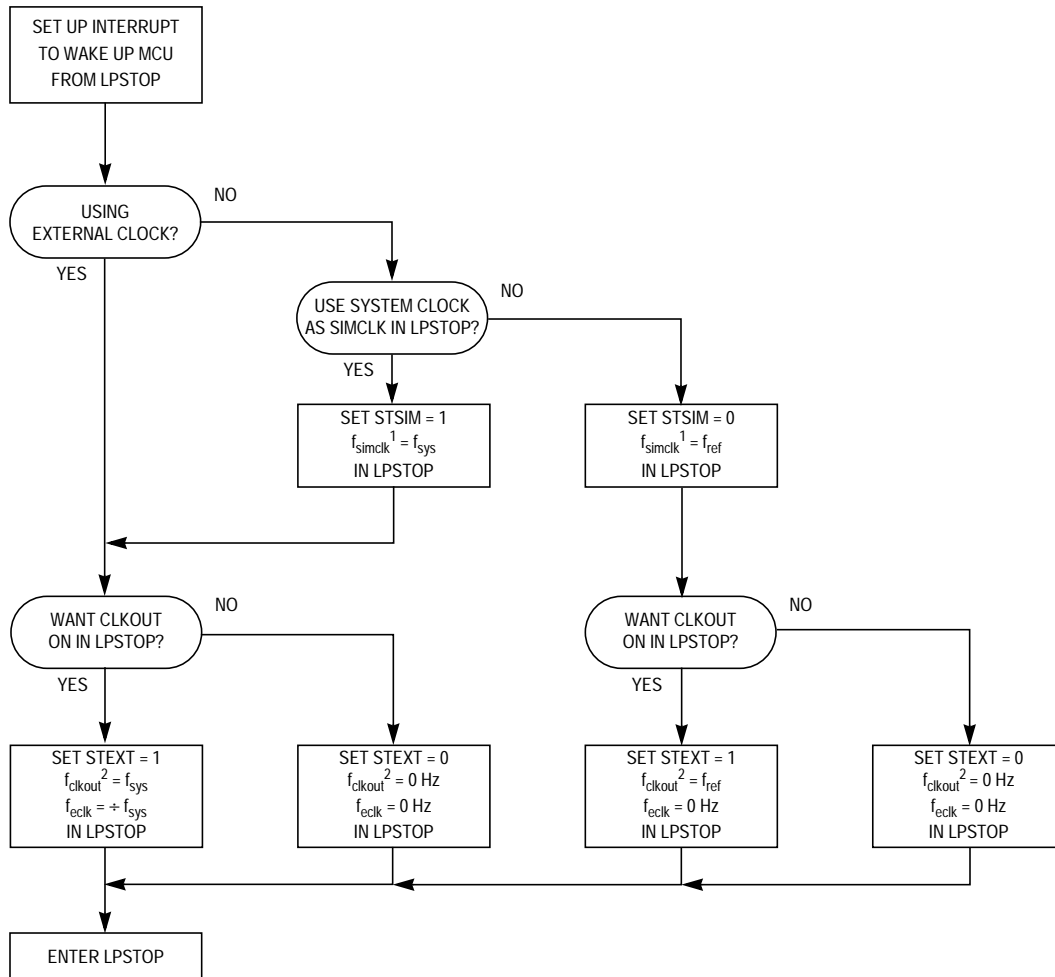 SET UP INTERRUPT
TO WAKE UP MCU
FROM LPSTOP
NO
USING
EXTERNAL CLOCK?
YES
NO
USE SYSTEM CLOCK
AS SIMCLK IN LPSTOP?
YES
SET STSIM = 1
fsimclk¹ = fsys
IN LPSTOP
SET STSIM = 0
fsimclk¹ = fref
IN LPSTOP
NO
WANT CLKOUT
ON IN LPSTOP?
YES
NO
WANT CLKOUT
ON IN LPSTOP?
YES
SET STEXT = 1
fclkout² = fsys
feclk = ÷ fsys
IN LPSTOP
SET STEXT = 0
fclkout² = 0 Hz
feclk = 0 Hz
IN LPSTOP
SET STEXT = 1
fclkout² = fref
feclk = 0 Hz
IN LPSTOP
SET STEXT = 0
fclkout² = 0 Hz
feclk = 0 Hz
IN LPSTOP
ENTER LPSTOP